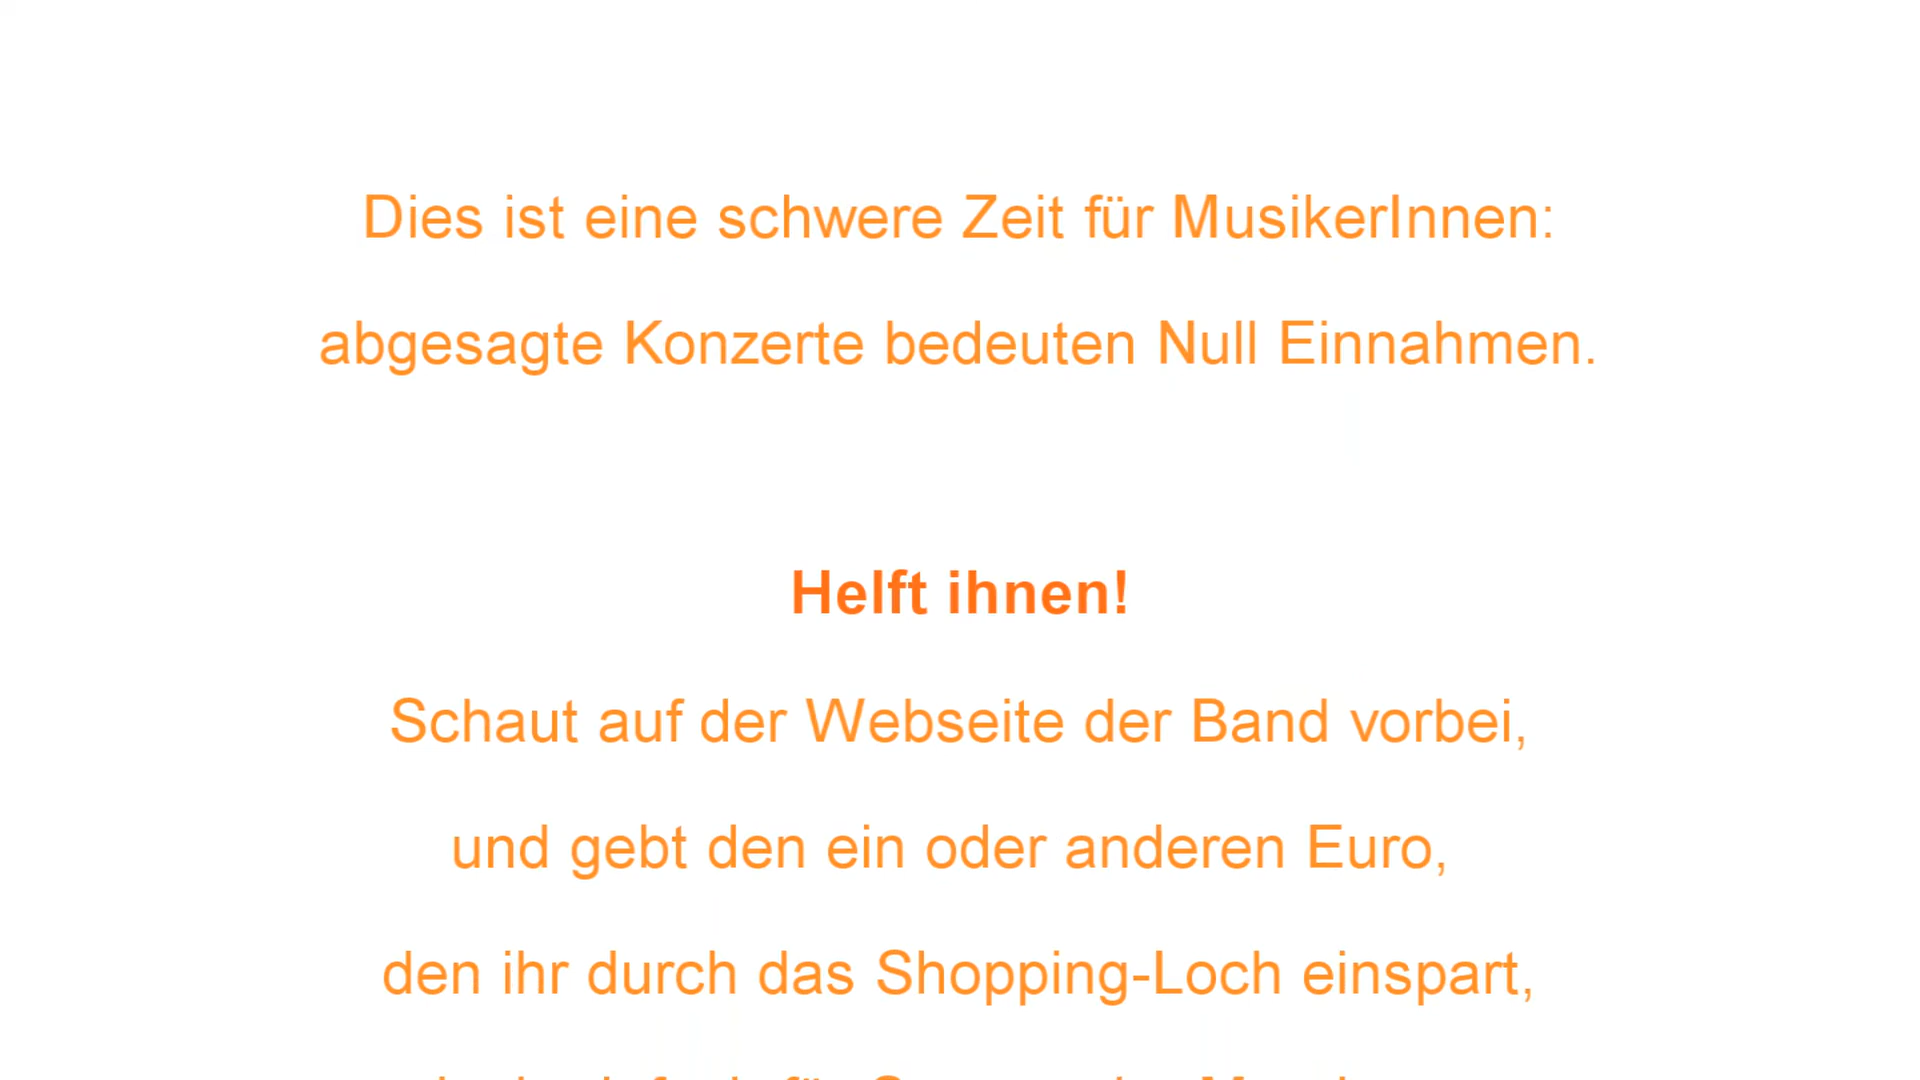 Dies ist eine schwere Zeit für MusikerInnen:
abgesagte Konzerte bedeuten Null Einnahmen.
Helft ihnen!
Schaut auf der Webseite der Band vorbei,
und gebt den ein oder anderen Euro,
den ihr durch das Shopping-Loch einspart,